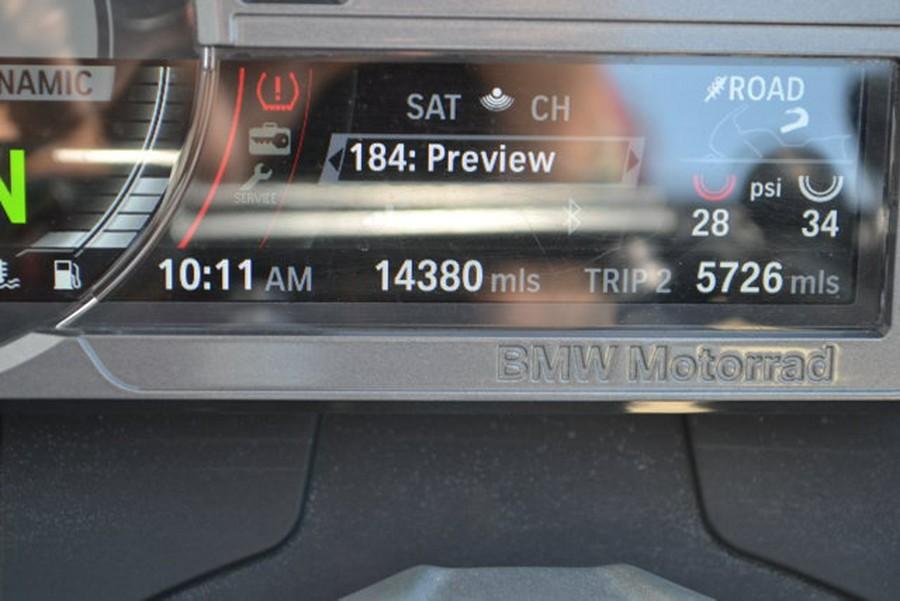 NAMIC
N
SAT CH
184: Preview
SERVICE
ROAD
psi
28 34
10:11 AM 14380 mls TRIP 2 5726 mls
BMW Motorrad